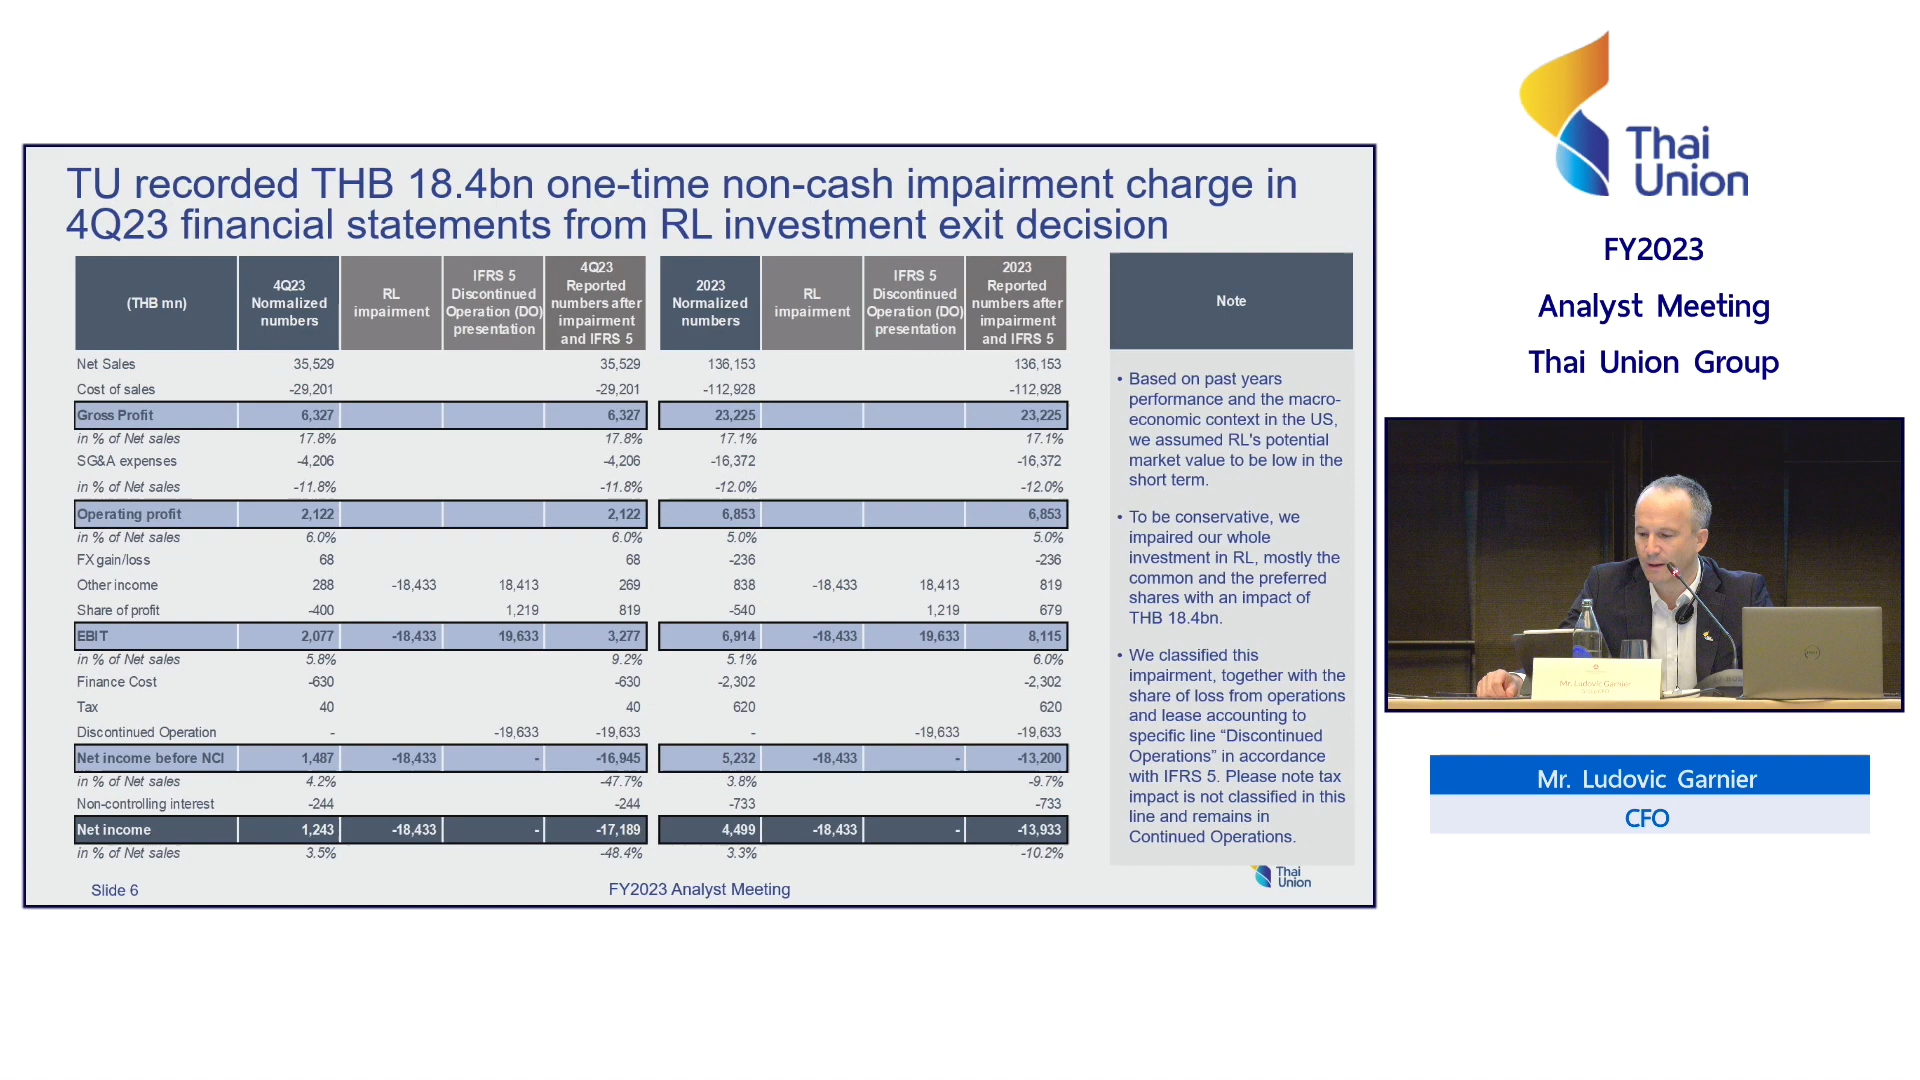 TU recorded THB 18.4bn one-time non-cash impairment charge in
4Q23 financial statements from RL investment exit decision
(THB mn) 4Q23 Normalized numbers RL impairment IFRS 5 Discontinued Operation (DO) presentation 4Q23 Reported numbers after impairment and IFRS 5 2023 Normalized numbers RL impairment IFRS 5 Discontinued Operation (DO) presentation 2023 Reported numbers after impairment and IFRS 5
Net Sales 35,529 35,529 136,153 136,153
Cost of sales -29,201 -29,201 -112,928 -112,928
Gross Profit 6,327 6,327 23,225 23,225
in % of Net sales 17.8% 17.8% 17.1% 17.1%
SG&A expenses -4,206 -4,206 -16,372 -16,372
in % of Net sales -11.8% -11.8% -12.0% -12.0%
Operating profit 2,122 2,122 6,853 6,853
in % of Net sales 6.0% 6.0% 5.0% 5.0%
FX gain/loss 68 68 -236 -236
Other income 288 -18,433 18,413 269 838 -18,433 18,413 819
Share of profit -400 1,219 819 -540 1,219 679
EBIT 2,077 -18,433 19,633 3,277 6,914 -18,433 19,633 8,115
in % of Net sales 5.8% 9.2% 5.1% 6.0%
Finance Cost -630 -630 -2,302 -2,302
Tax 40 40 620 620
Discontinued Operation - -19,633 -19,633 - -19,633 -19,633
Net income before NCI 1,487 -18,433 - -16,945 5,232 -18,433 - -13,200
in % of Net sales 4.2% -47.7% 3.8% -9.7%
Non-controlling interest -244 -244 -733 -733
Net income 1,243 -18,433 - -17,189 4,499 -18,433 - -13,933
in % of Net sales 3.5% -48.4% 3.3% -10.2%
Note
• Based on past years
performance and the macro-
economic context in the US,
we assumed RL's potential
market value to be low in the
short term.
• To be conservative, we
impaired our whole
investment in RL, mostly the
common and the preferred
shares with an impact of
THB 18.4bn.
• We classified this
impairment, together with the
share of loss from operations
and lease accounting to
specific line “Discontinued
Operations” in accordance
with IFRS 5. Please note tax
impact is not classified in this
line and remains in
Continued Operations.
Slide 6
FY2023 Analyst Meeting
Thai
Union
Thai
Union
FY2023
Analyst Meeting
Thai Union Group
Mr. Ludovic Garnier
DELL
Mr. Ludovic Garnier
CFO